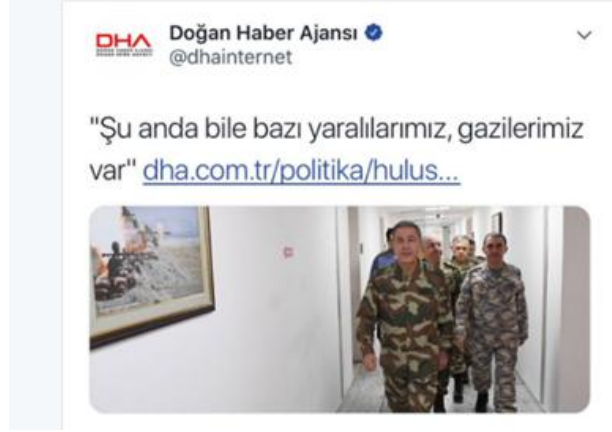 DHA
Doğan Haber Ajansı
@dhainternet
"Şu anda bile bazı yaralılarımız, gazilerimiz
var" dha.com.tr/politika/hulus...